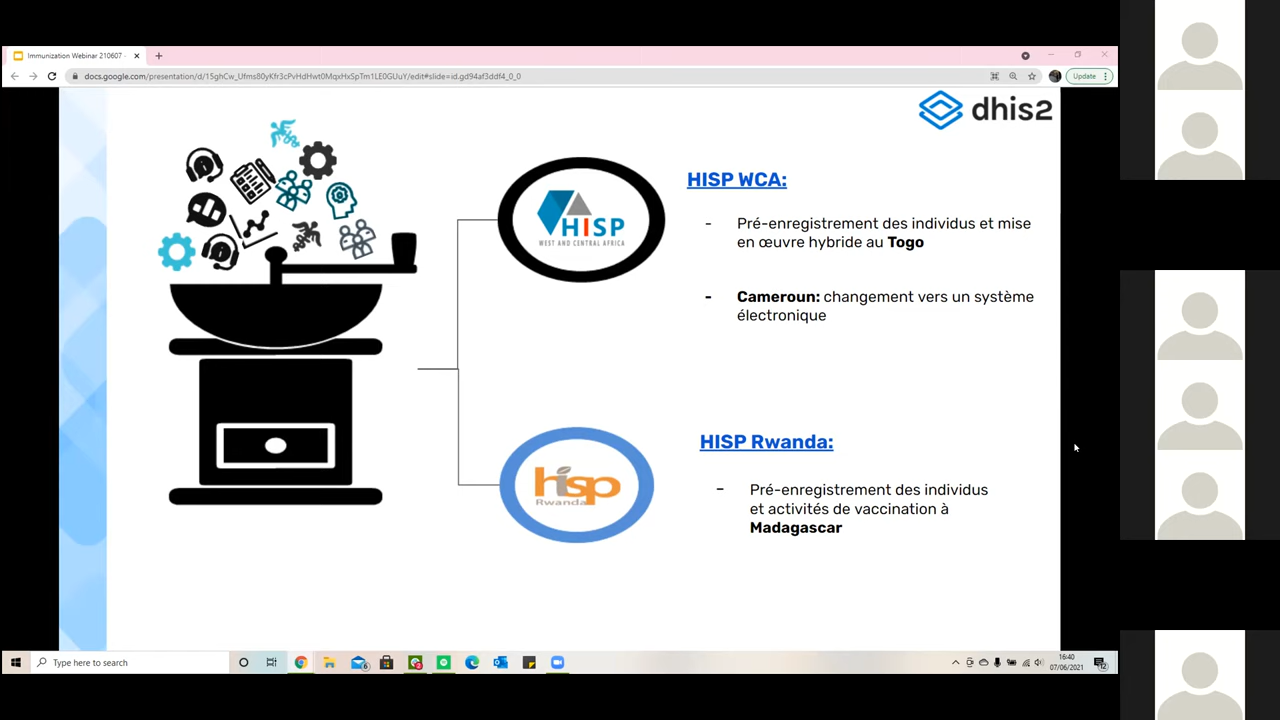 Immunization Webinar 210607 -
docs.google.com/presentation/d/15ghCw_Ufms80yKfr3cPvHdHwt0MqxHxSpTm1LE0GUuY/edit#slide=id.gd94af3ddf4_0_0
Update
dhis2
HISP
WEST AND CENTRAL AFRICA
HISP WCA:
- Pré-enregistrement des individus et mise
en œuvre hybride au Togo
- Cameroun: changement vers un système
électronique
hisp
Rwanda
HISP Rwanda:
- Pré-enregistrement des individus
et activités de vaccination à
Madagascar
Type here to search
16:40
07/06/2021